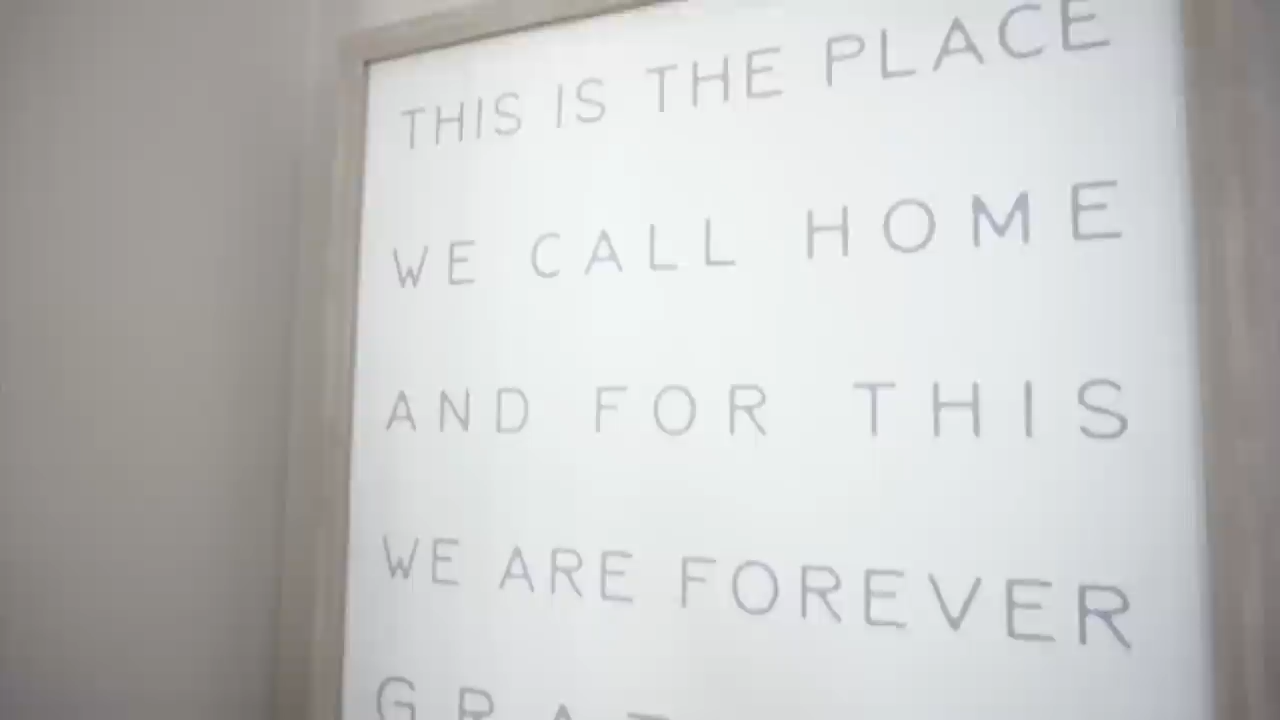 THIS IS THE PLACE
WE CALL HOME
AND FOR THIS
WE ARE FOREVER